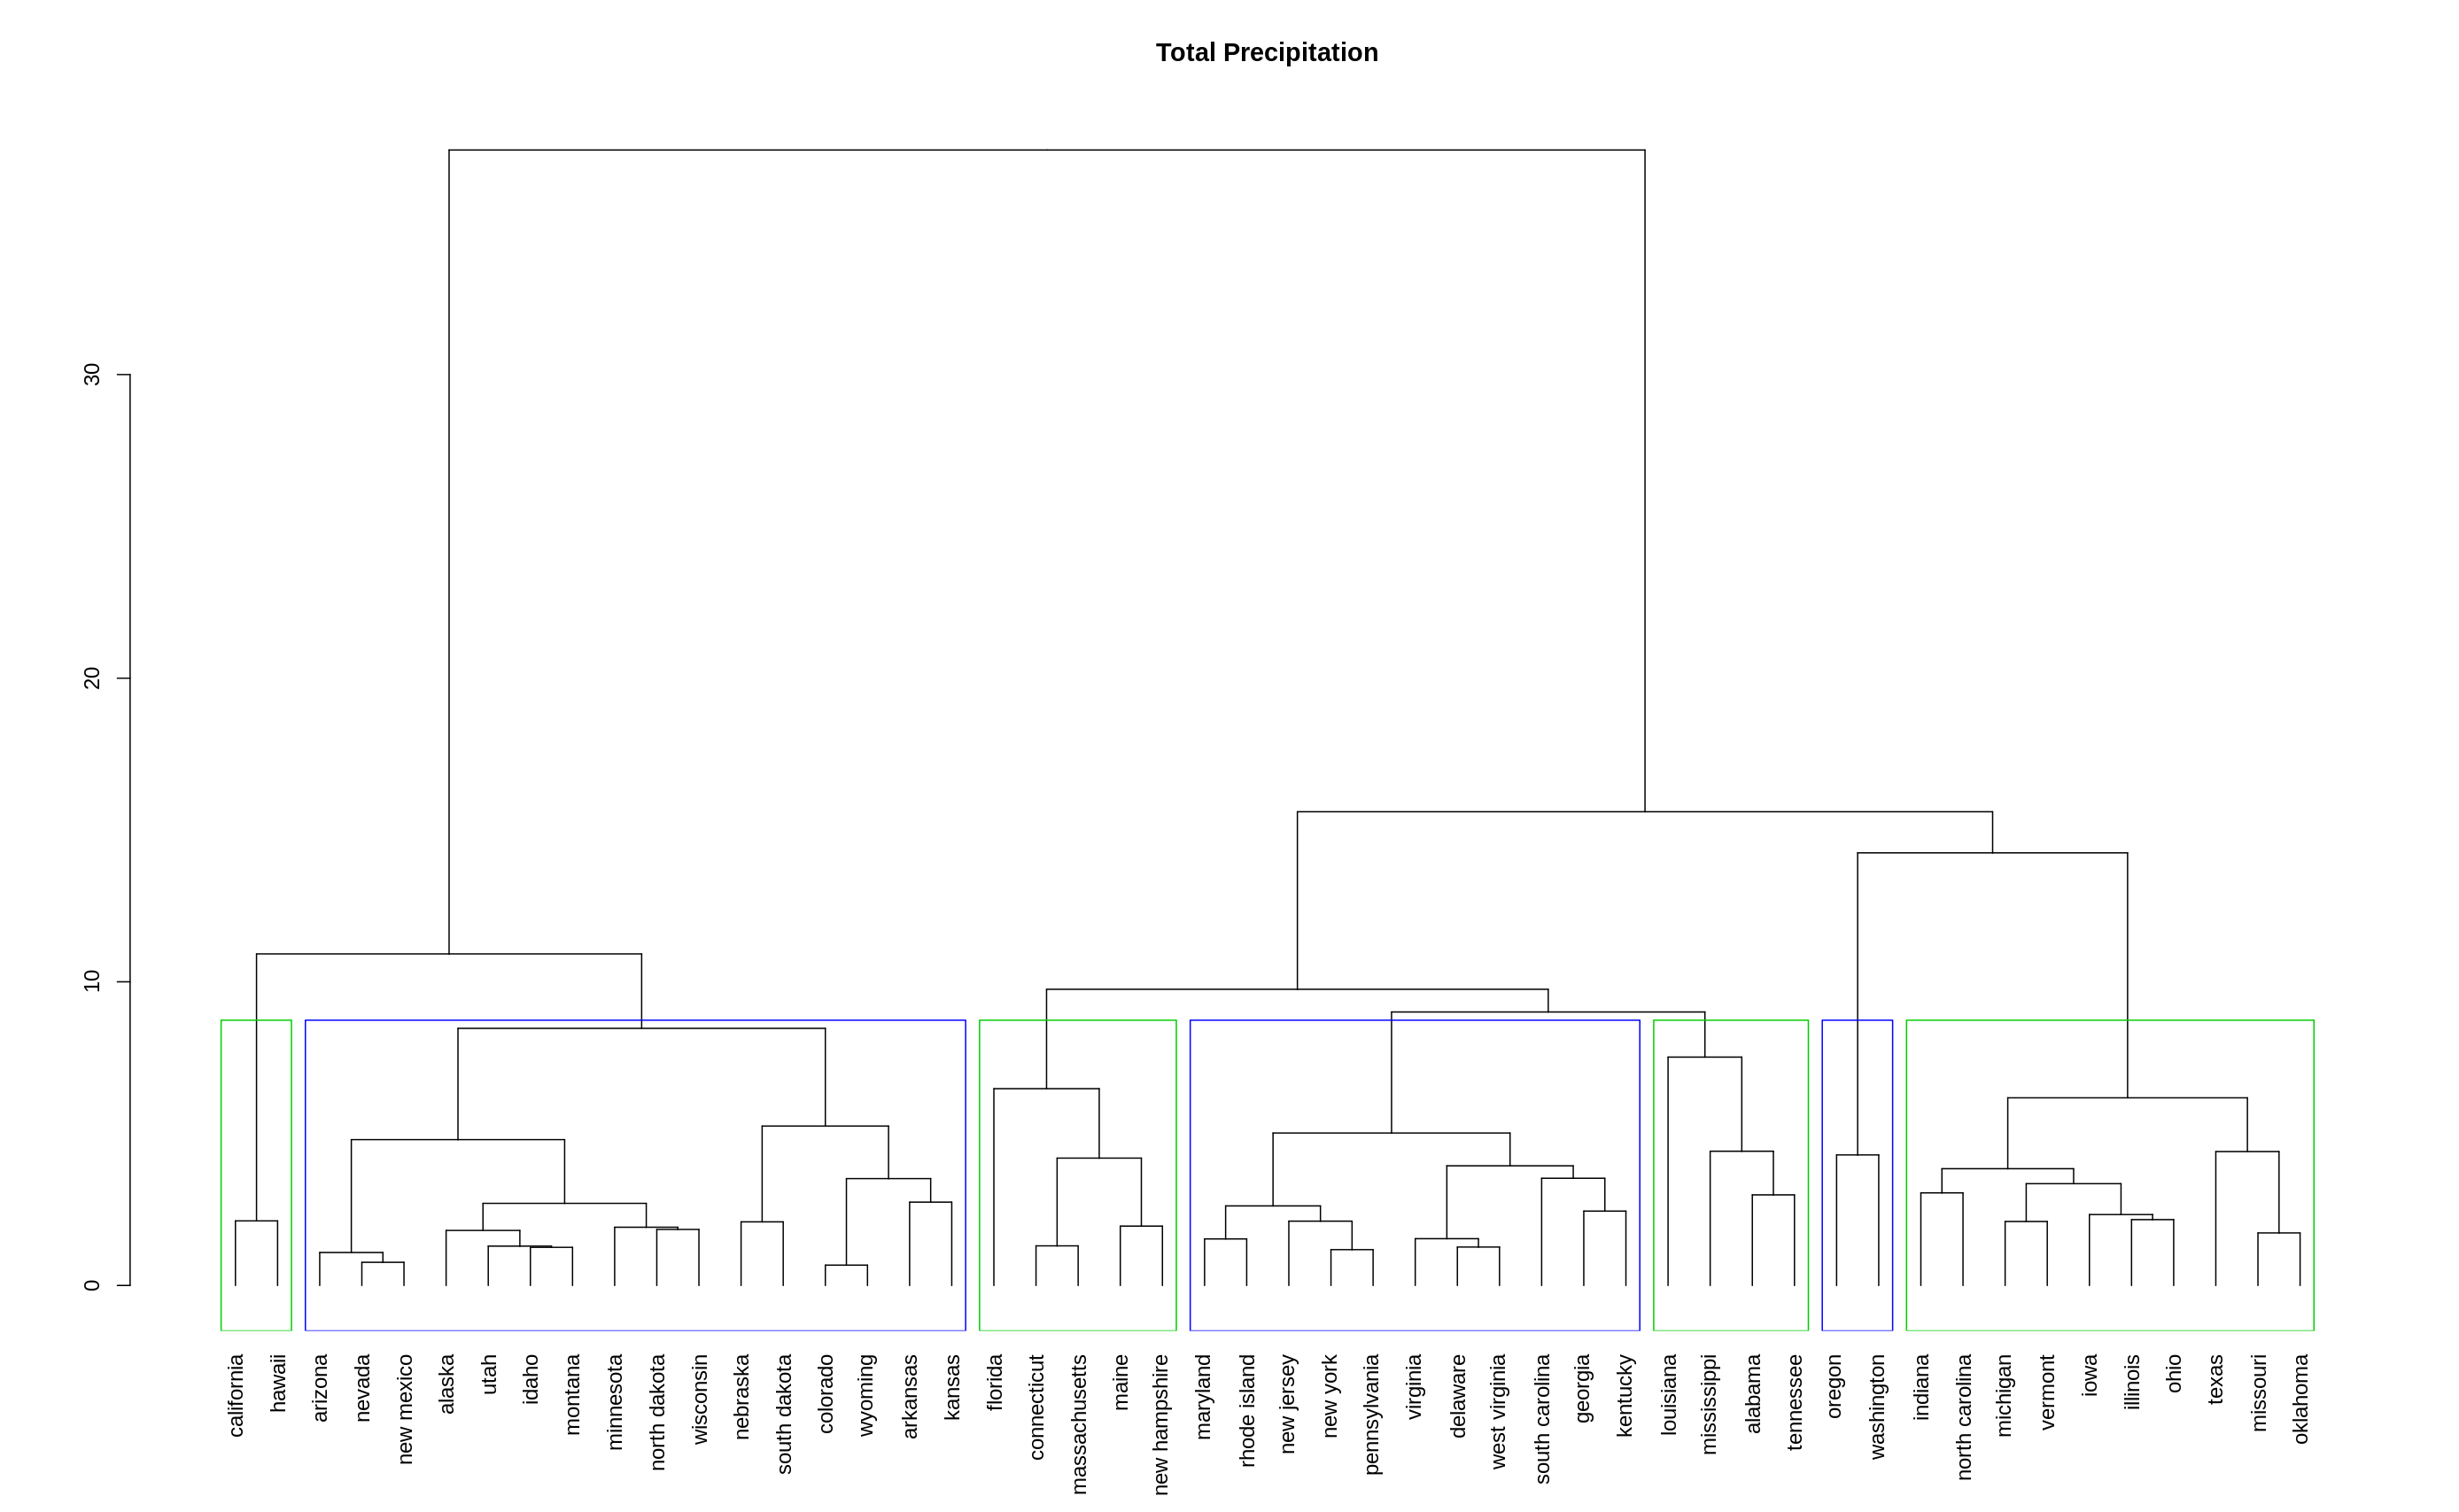 Total Precipitation
30
20
10
0
california
hawaii
arizona
nevada
new mexico
alaska
utah
idaho
montana
minnesota
north dakota
wisconsin
nebraska
south dakota
colorado
wyoming
arkansas
kansas
florida
connecticut
massachusetts
maine
new hampshire
maryland
rhode island
new jersey
new york
pennsylvania
virginia
delaware
west virginia
south carolina
georgia
kentucky
louisiana
mississippi
alabama
tennessee
oregon
washington
indiana
north carolina
michigan
vermont
iowa
illinois
ohio
texas
missouri
oklahoma